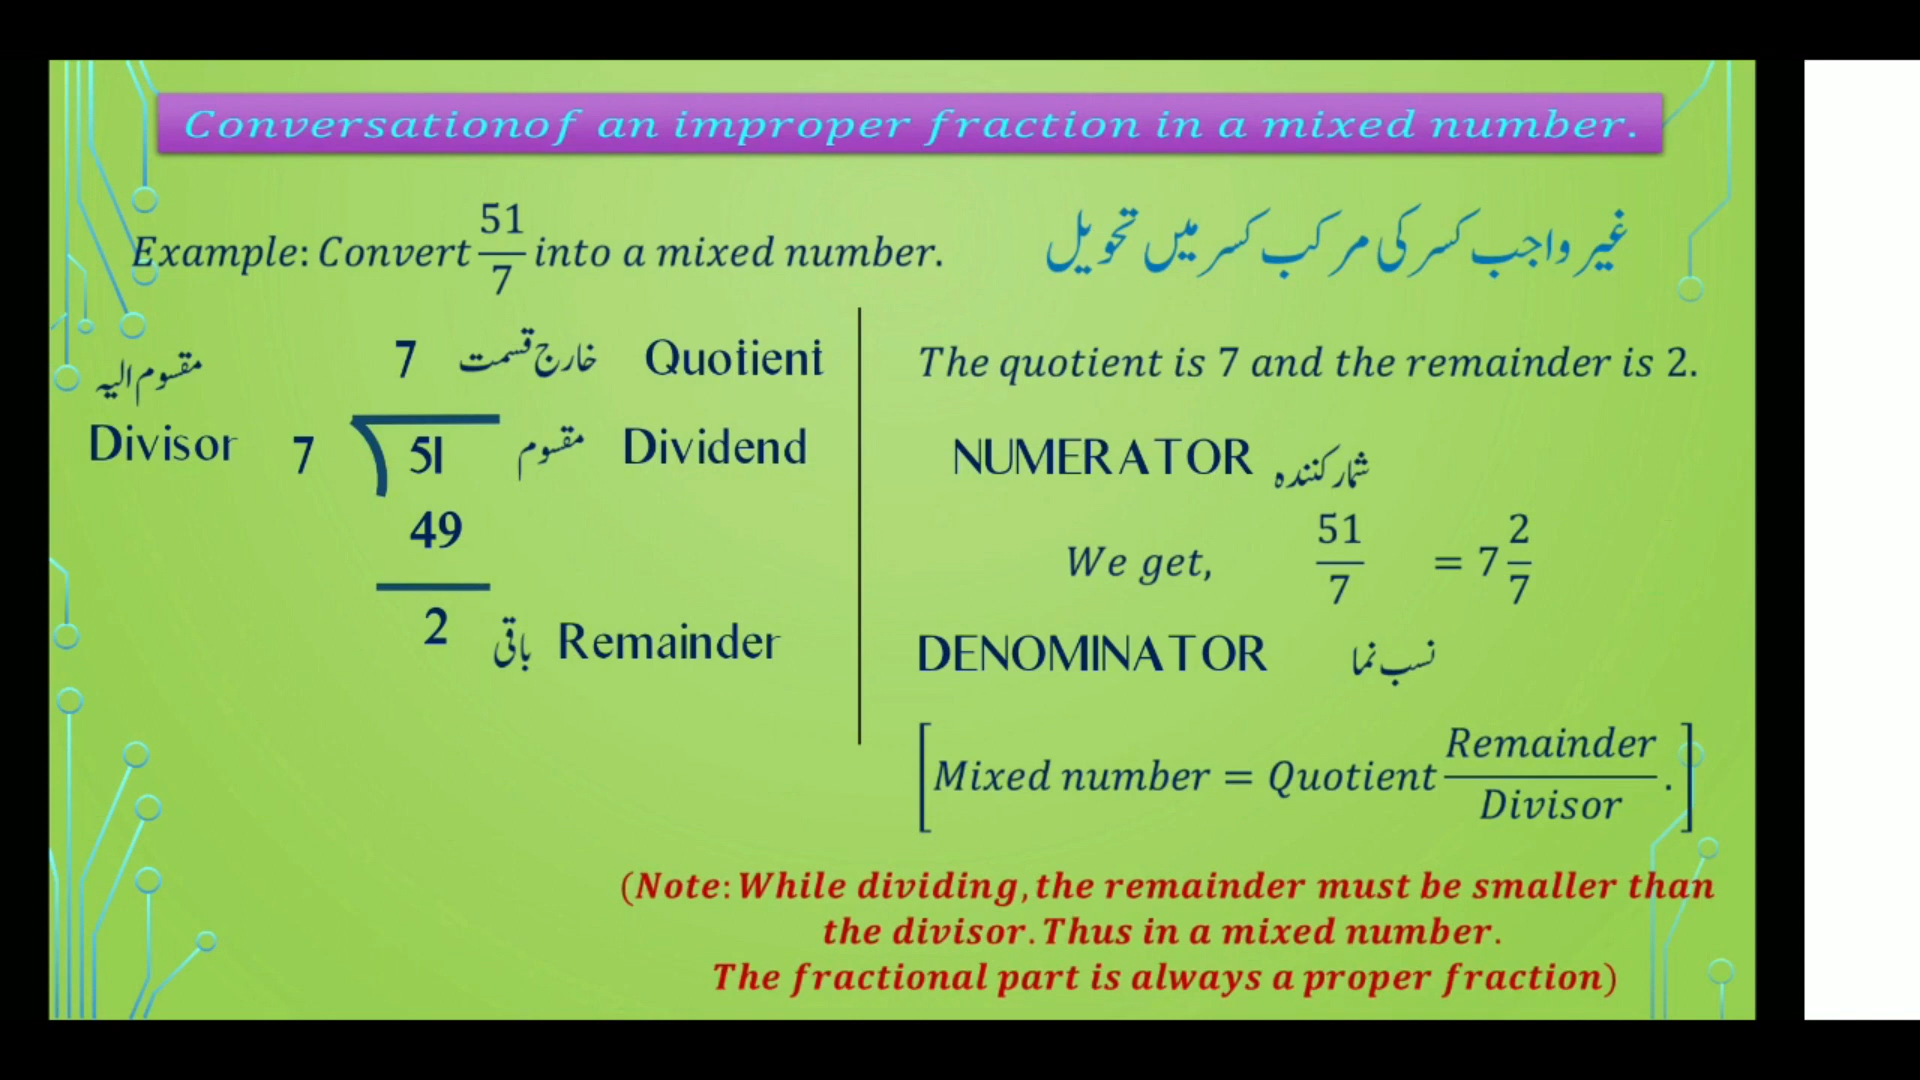 Conversationof an improper fraction in a mixed number.
Example: Convert 51/7 into a mixed number.
غیر واجب کسر کی مرکب کسر میں تحویل
7 خارج قسمت Quotient
مقسوم الیہ
Divisor 7 51 مقسوم Dividend
49
2 باقی Remainder
The quotient is 7 and the remainder is 2.
NUMERATOR شمار کنندہ
We get, 51/7 = 7 2/7
DENOMINATOR نسب نما
[Mixed number = Quotient Remainder/Divisor.]
(Note: While dividing, the remainder must be smaller than
the divisor. Thus in a mixed number.
The fractional part is always a proper fraction)